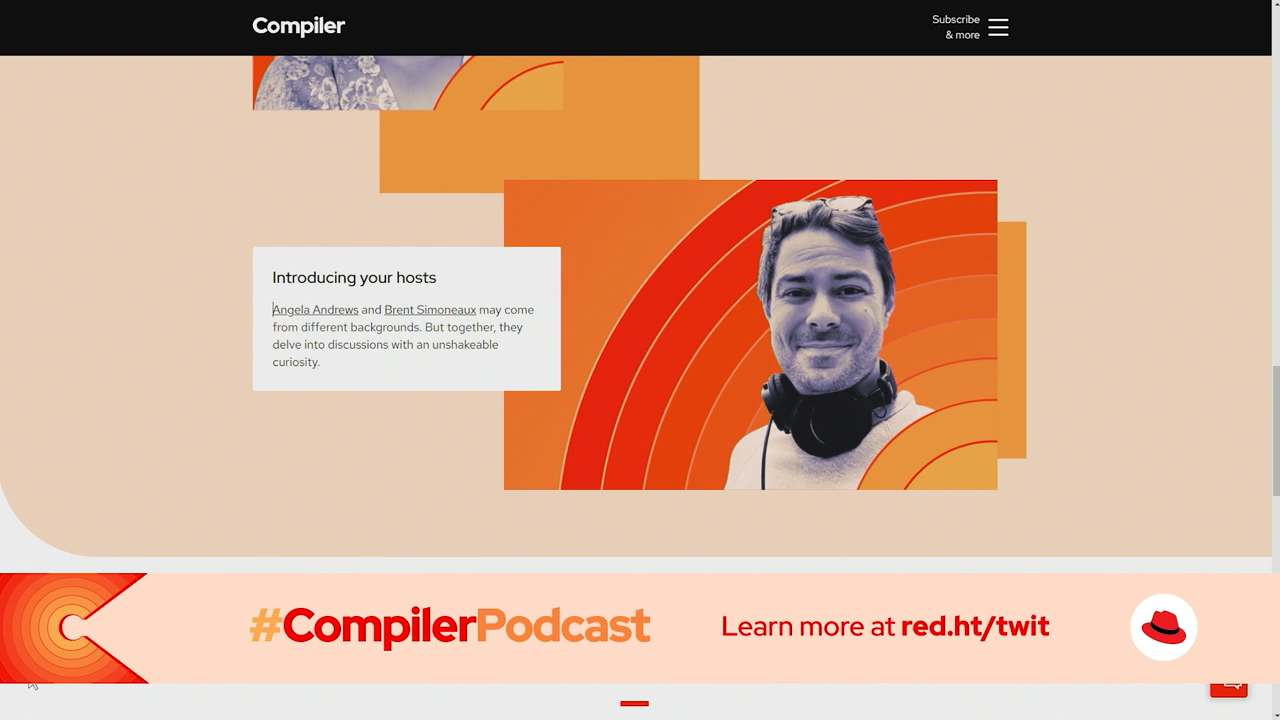 Compiler
Subscribe
& more
Introducing your hosts
Angela Andrews and Brent Simoneaux may come
from different backgrounds. But together, they
delve into discussions with an unshakeable
curiosity.
#CompilerPodcast
Learn more at red.ht/twit